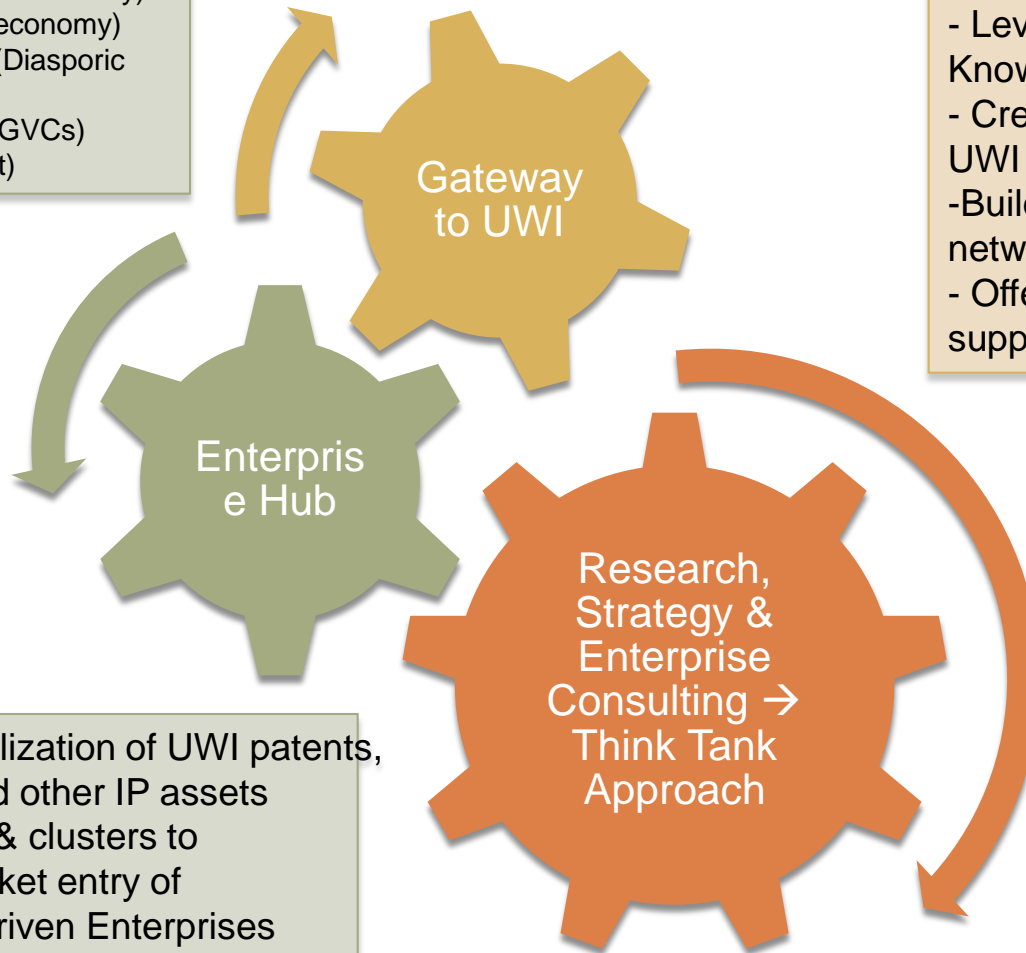 economy)
(Diasporic
GVCs)
t)
Gateway
to UWI
- Lev
Know
- Cre
UWI
-Build
netw
- Offe
supp
Enterpris
e Hub
Research,
Strategy &
Enterprise
Consulting →
Think Tank
Approach
lization of UWI patents,
d other IP assets
& clusters to
ket entry of
riven Enterprises